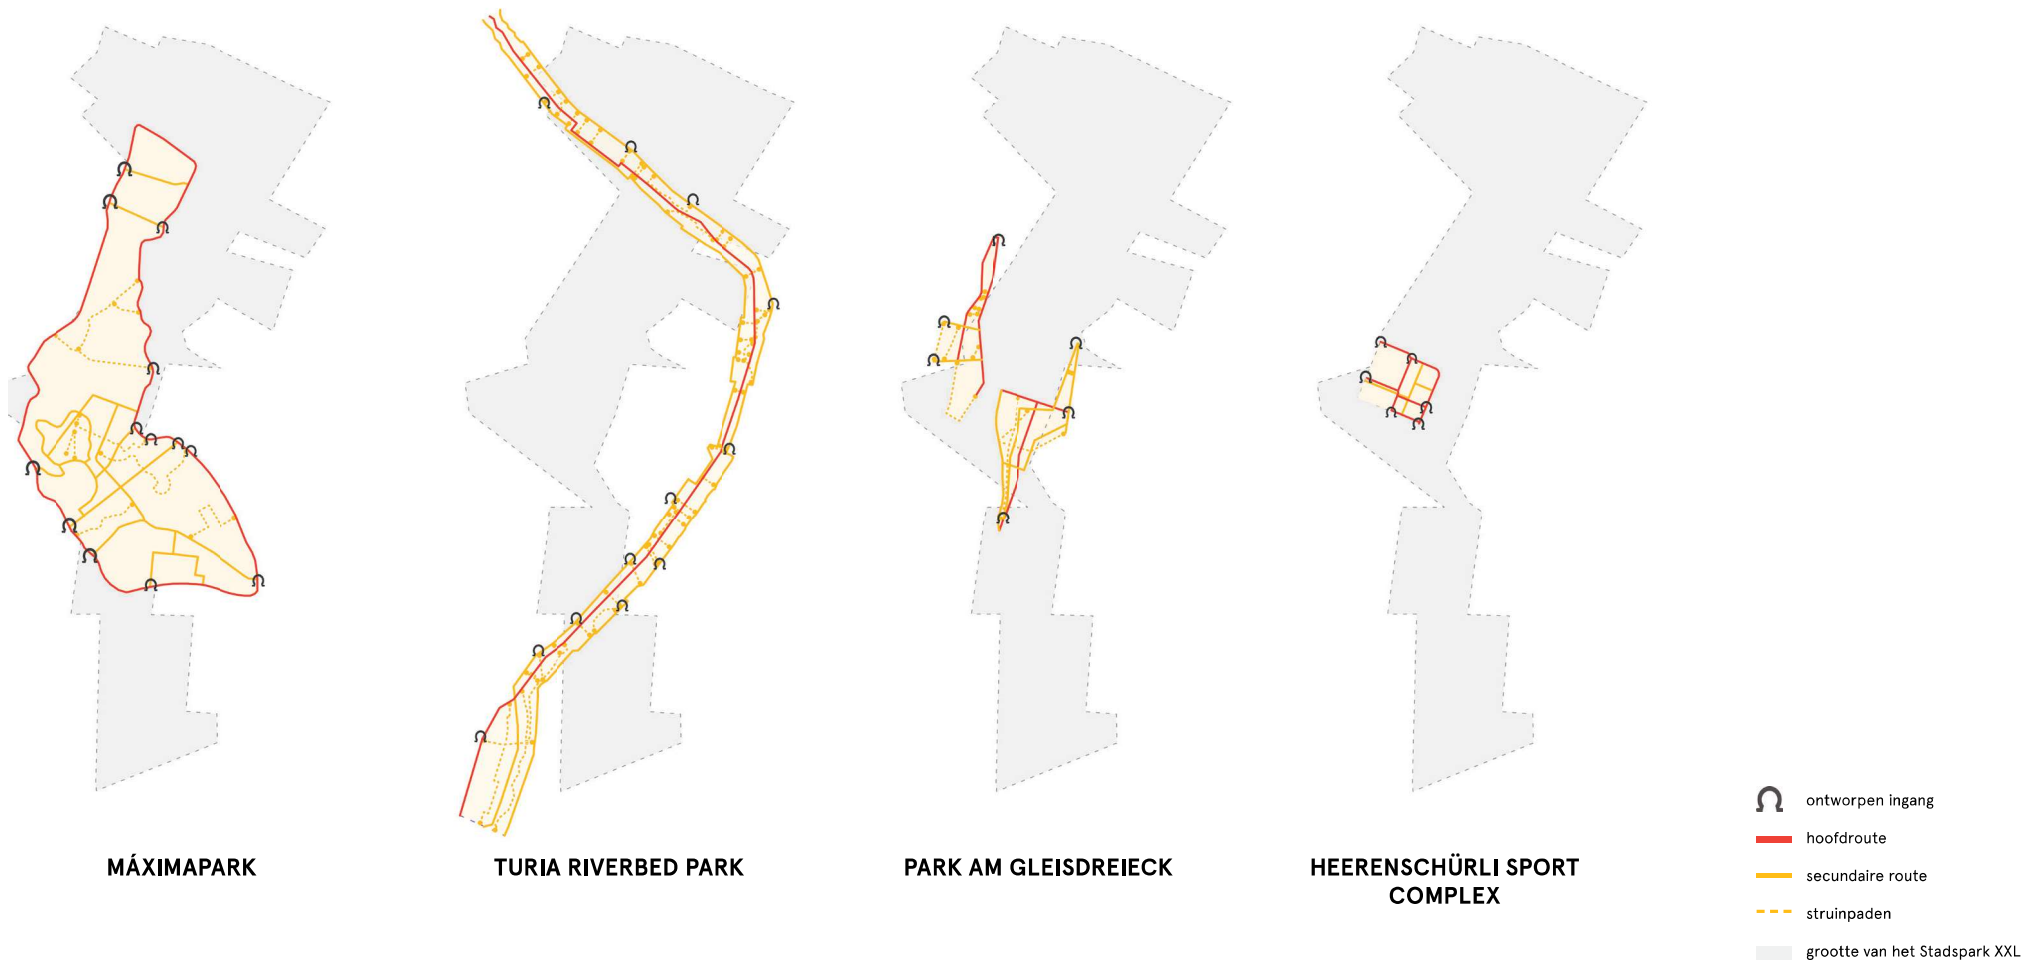 MÁXIMAPARK
TURIA RIVERBED PARK
PARK AM GLEISDREIECK
HEERENSCHÜRLI SPORT
COMPLEX
ontworpen ingang
hoofdroute
secundaire route
struinpaden
grootte van het Stadspark XXL